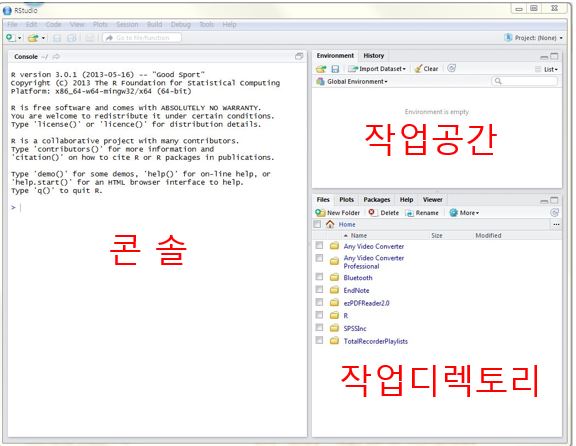 RStudio
File Edit Code View Plots Session Build Debug Tools Help
Go to file/function
Project: (None)
Console ~/
R version 3.0.1 (2013-05-16) -- "Good Sport"
Copyright (C) 2013 The R Foundation for Statistical Computing
Platform: x86_64-w64-mingw32/x64 (64-bit)
R is free software and comes with ABSOLUTELY NO WARRANTY.
You are welcome to redistribute it under certain conditions.
Type 'license()' or 'licence()' for distribution details.
R is a collaborative project with many contributors.
Type 'contributors()' for more information and
'citation()' on how to cite R or R packages in publications.
Type 'demo()' for some demos, 'help()' for on-line help, or
'help.start()' for an HTML browser interface to help.
Type 'q()' to quit R.
>
콘 솔
Environment History
Import Dataset Clear List
Global Environment
Environment is empty
작업공간
Files Plots Packages Help Viewer
New Folder Delete Rename More
Home
Name Size Modified
Any Video Converter
Any Video Converter
Professional
Bluetooth
EndNote
ezPDFReader2.0
R
SPSSInc
TotalRecorderPlaylists
작업디렉토리